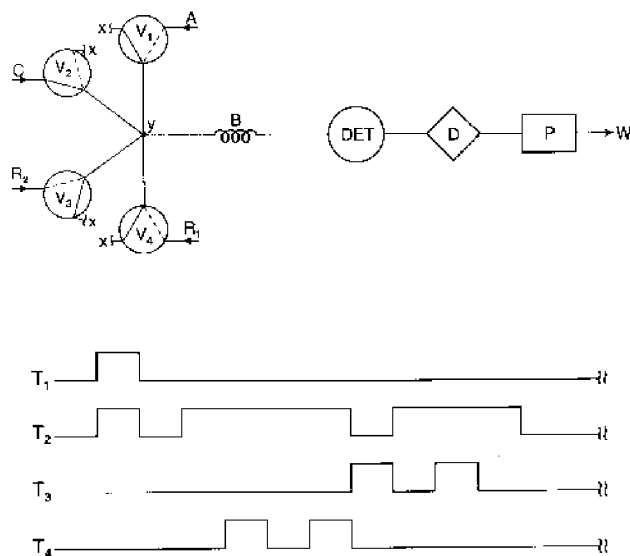 A
X V₁
V₂ X
C
Y
B
DET D P W
R₂
V₃ X
X V₄ R₁
T₁
T₂
T₃
T₄